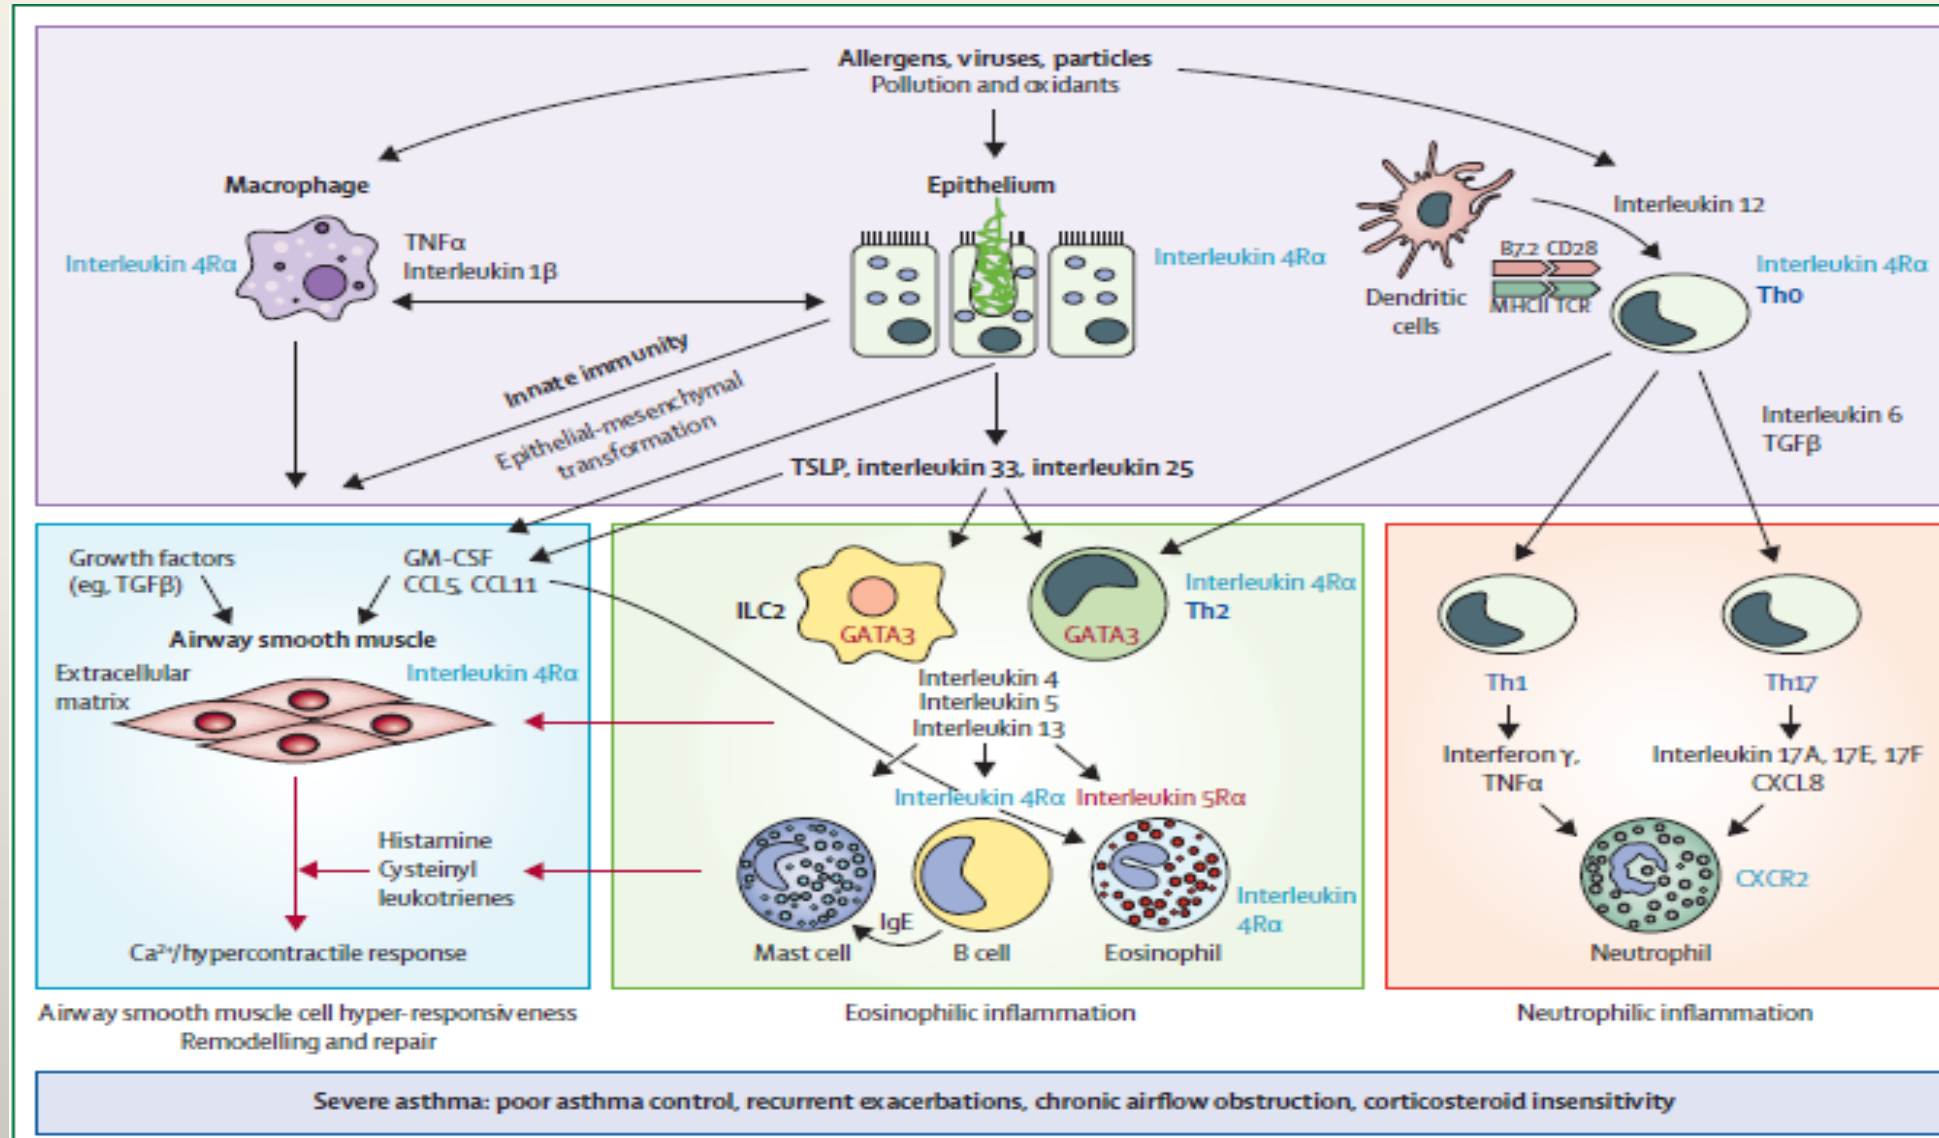 Allergens, viruses, particles
Pollution and oxidants
Macrophage
Epithelium
Interleukin 4Rα
TNFα
Interleukin 1β
Interleukin 4Rα
Dendritic
cells
Interleukin 12
B7.2 CD28
MHCII TCR
Interleukin 4Rα
Th0
Innate immunity
Epithelial-mesenchymal
transformation
TSLP, interleukin 33, interleukin 25
Interleukin 6
TGFβ
Growth factors
(eg, TGFβ)
GM-CSF
CCL5, CCL11
Airway smooth muscle
Extracellular
matrix
Interleukin 4Rα
Histamine
Cysteinyl
leukotrienes
Ca²⁺/hypercontractile response
ILC2
GATA3
GATA3
Interleukin 4Rα
Th2
Interleukin 4
Interleukin 5
Interleukin 13
Interleukin 4Rα
Interleukin 5Rα
IgE
Interleukin
4Rα
Mast cell
B cell
Eosinophil
Th1
Th17
Interferon γ,
TNFα
Interleukin 17A, 17E, 17F
CXCL8
CXCR2
Neutrophil
Airway smooth muscle cell hyper-responsiveness
Remodelling and repair
Eosinophilic inflammation
Neutrophilic inflammation
Severe asthma: poor asthma control, recurrent exacerbations, chronic airflow obstruction, corticosteroid insensitivity